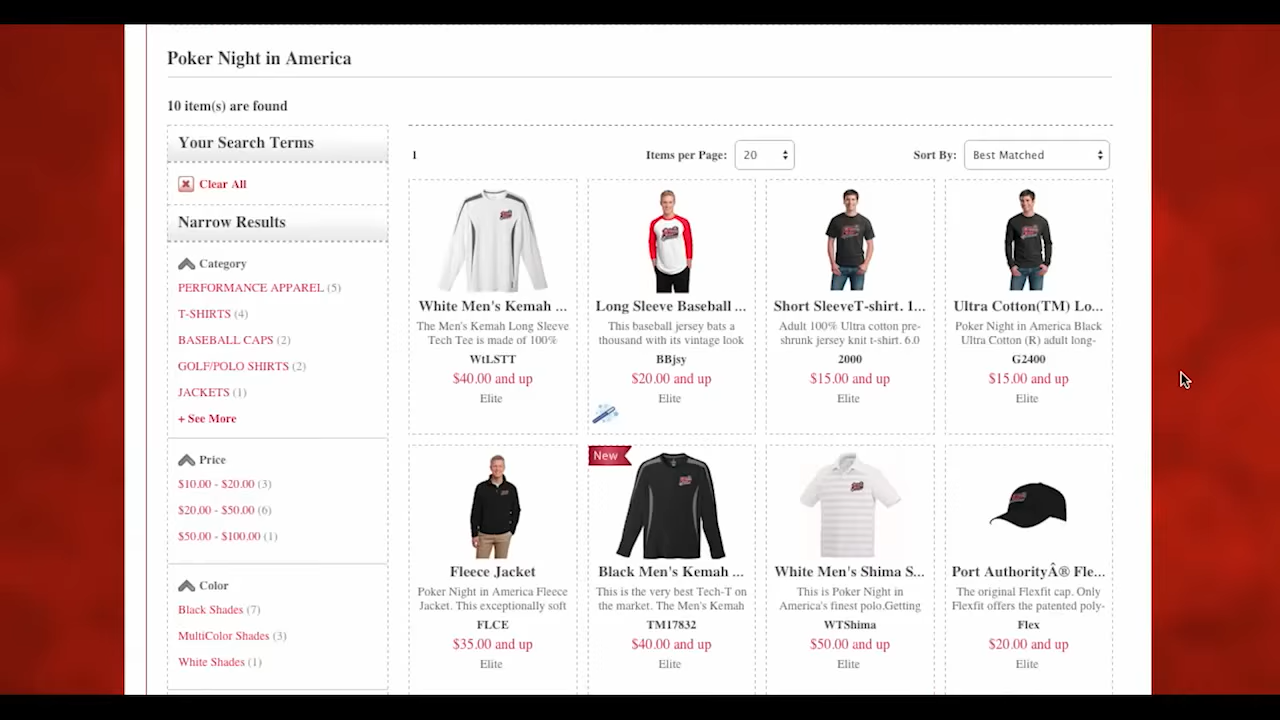 Poker Night in America
10 item(s) are found
Your Search Terms
Clear All
Narrow Results
Category
PERFORMANCE APPAREL (5)
T-SHIRTS (4)
BASEBALL CAPS (2)
GOLF/POLO SHIRTS (2)
JACKETS (1)
+ See More
Price
$10.00 - $20.00 (3)
$20.00 - $50.00 (6)
$50.00 - $100.00 (1)
Color
Black Shades (7)
MultiColor Shades (3)
White Shades (1)
1
Items per Page: 20
Sort By: Best Matched
White Men's Kemah ...
The Men's Kemah Long Sleeve
Tech Tee is made of 100%
WtLSTT
$40.00 and up
Elite
Long Sleeve Baseball ...
This baseball jersey bats a
thousand with its vintage look
BBjsy
$20.00 and up
Elite
Short SleeveT-shirt. 1...
Adult 100% Ultra cotton pre-
shrunk jersey knit t-shirt. 6.0
2000
$15.00 and up
Elite
Ultra Cotton(TM) Lo...
Poker Night in America Black
Ultra Cotton (R) adult long-
G2400
$15.00 and up
Elite
Fleece Jacket
Poker Night in America Fleece
Jacket. This exceptionally soft
FLCE
$35.00 and up
Elite
New
Black Men's Kemah ...
This is the very best Tech-T on
the market. The Men's Kemah
TM17832
$40.00 and up
Elite
White Men's Shima S...
This is Poker Night in
America's finest polo.Getting
WTShima
$50.00 and up
Elite
Port AuthorityÂ® Fle...
The original Flexfit cap. Only
Flexfit offers the patented poly-
Flex
$20.00 and up
Elite